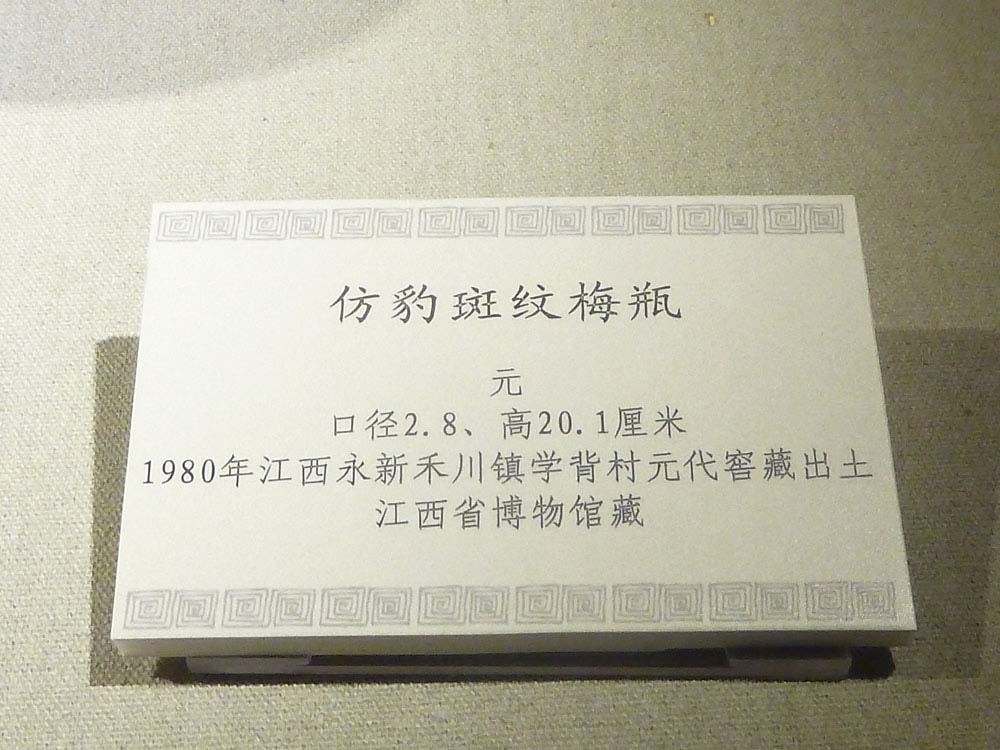 仿豹斑纹梅瓶
元
口径2.8、高20.1厘米
1980年江西永新禾川镇学背村元代窖藏出土
江西省博物馆藏